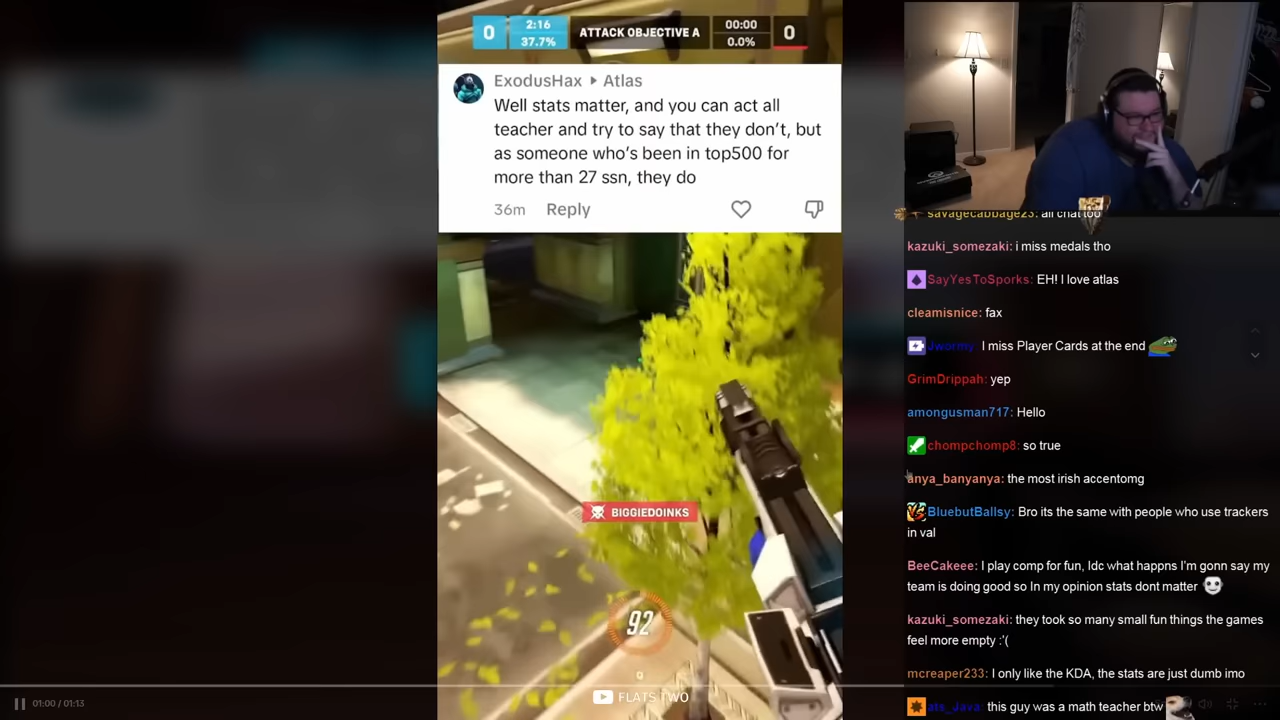 0
2:16
37.7%
ATTACK OBJECTIVE A
00:00
0.0%
0
ExodusHax ▸ Atlas
Well stats matter, and you can act all
teacher and try to say that they don't, but
as someone who's been in top500 for
more than 27 ssn, they do
36m Reply
BIGGIEDOINKS
92
0
FLATS TWO
01:00 / 01:13
savagecabbage23: all chat too
kazuki_somezaki: i miss medals tho
SayYesToSporks: EH! I love atlas
cleamisnice: fax
Jwormy: I miss Player Cards at the end
GrimDrippah: yep
amongusman717: Hello
chompchomp8: so true
anya_banyanya: the most irish accentomg
BluebutBallsy: Bro its the same with people who use trackers
in val
BeeCakeee: I play comp for fun, Idc what happns I'm gonn say my
team is doing good so In my opinion stats dont matter
kazuki_somezaki: they took so many small fun things the games
feel more empty :'(
mcreaper233: I only like the KDA, the stats are just dumb imo
ats_Java: this guy was a math teacher btw